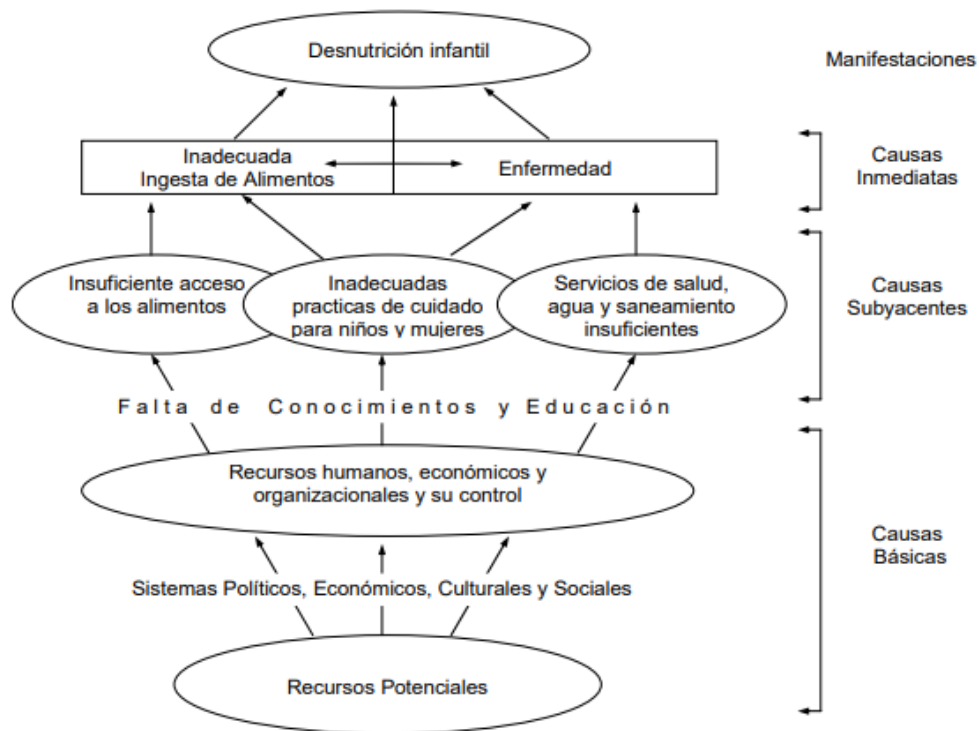 Desnutrición infantil
Manifestaciones
Inadecuada
Ingesta de Alimentos
Enfermedad
Causas
Inmediatas
Insuficiente acceso
a los alimentos
Inadecuadas
practicas de cuidado
para niños y mujeres
Servicios de salud,
agua y saneamiento
insuficientes
Causas
Subyacentes
Falta de Conocimientos y Educación
Recursos humanos, económicos y
organizacionales y su control
Causas
Básicas
Sistemas Políticos, Económicos, Culturales y Sociales
Recursos Potenciales